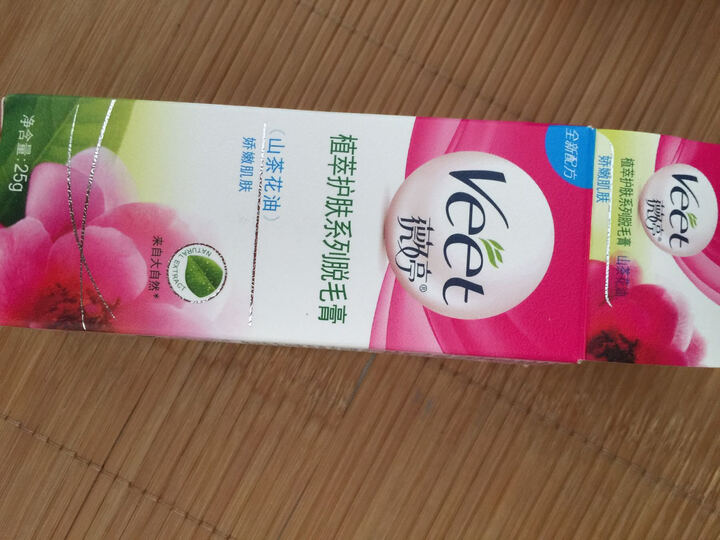 全新配方
Veet
薇婷®
植萃护肤系列脱毛膏
(山茶花油)
娇嫩肌肤
NATURAL EXTRACT
来自大自然*
净含量:25g
Veet
薇婷®
植萃护肤系列脱毛膏 山茶花油
娇嫩肌肤